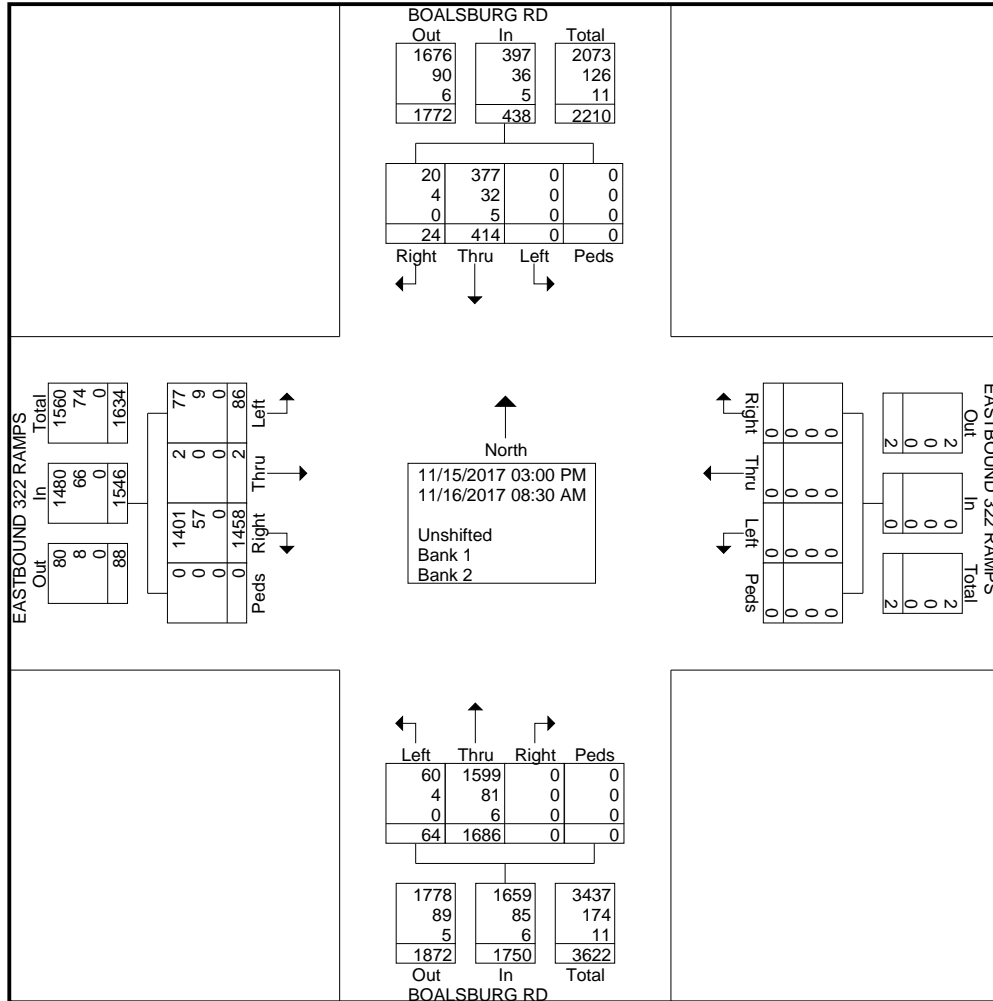 BOALSBURG RD
Out In Total
1676 397 2073
90 36 126
6 5 11
1772 438 2210
20 377 0 0
4 32 0 0
0 5 0 0
24 414 0 0
Right Thru Left Peds
EASTBOUND 322 RAMPS
Total In Out
1560 1480 80
74 66 8
0 0 0
1634 1546 88
77 2 1401 0
9 0 57 0
0 0 0 0
86 2 1458 0
Left Thru Right Peds
North
11/15/2017 03:00 PM
11/16/2017 08:30 AM
Unshifted
Bank 1
Bank 2
Right Thru Left Peds
0 0 0 0
0 0 0 0
0 0 0 0
0 0 0 0
EASTBOUND 322 RAMPS
Out In Total
2 0 2
0 0 0
0 0 0
2 0 2
Left Thru Right Peds
60 1599 0 0
4 81 0 0
0 6 0 0
64 1686 0 0
1778 1659 3437
89 85 174
5 6 11
1872 1750 3622
Out In Total
BOALSBURG RD